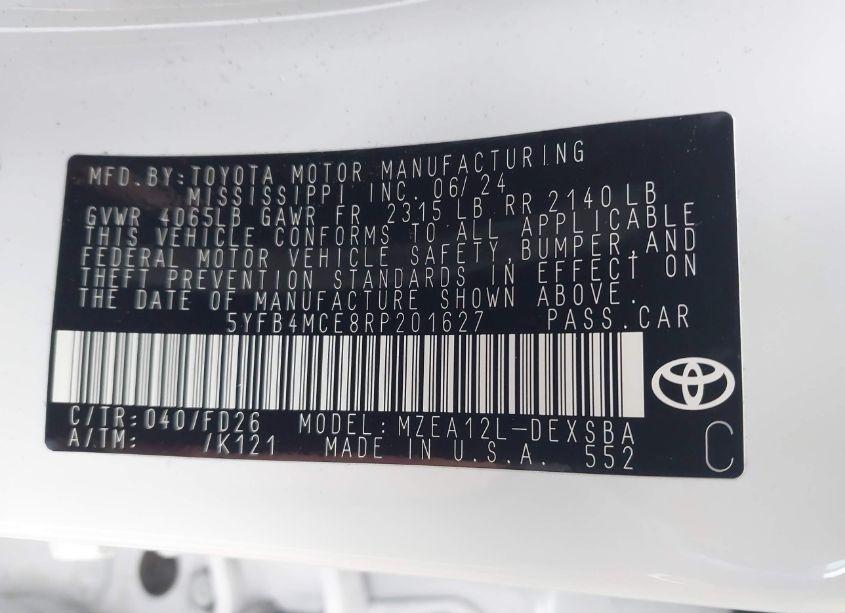 MFD.BY:TOYOTA MOTOR MANUFACTURING
MISSISSIPPI INC. 06/24
GVWR 4065LB GAWR FR 2315 LB RR 2140 LB
THIS VEHICLE CONFORMS TO ALL APPLICABLE
FEDERAL MOTOR VEHICLE SAFETY,BUMPER,AND
THEFT PREVENTION STANDARDS IN EFFECT ON
THE DATE OF MANUFACTURE SHOWN ABOVE.
5YFB4MCE8RP201627 PASS.CAR
C/TR:040/FD26 MODEL:MZEA12L-DEXSBA
A/TM: /K121 MADE IN U.S.A. 552
C